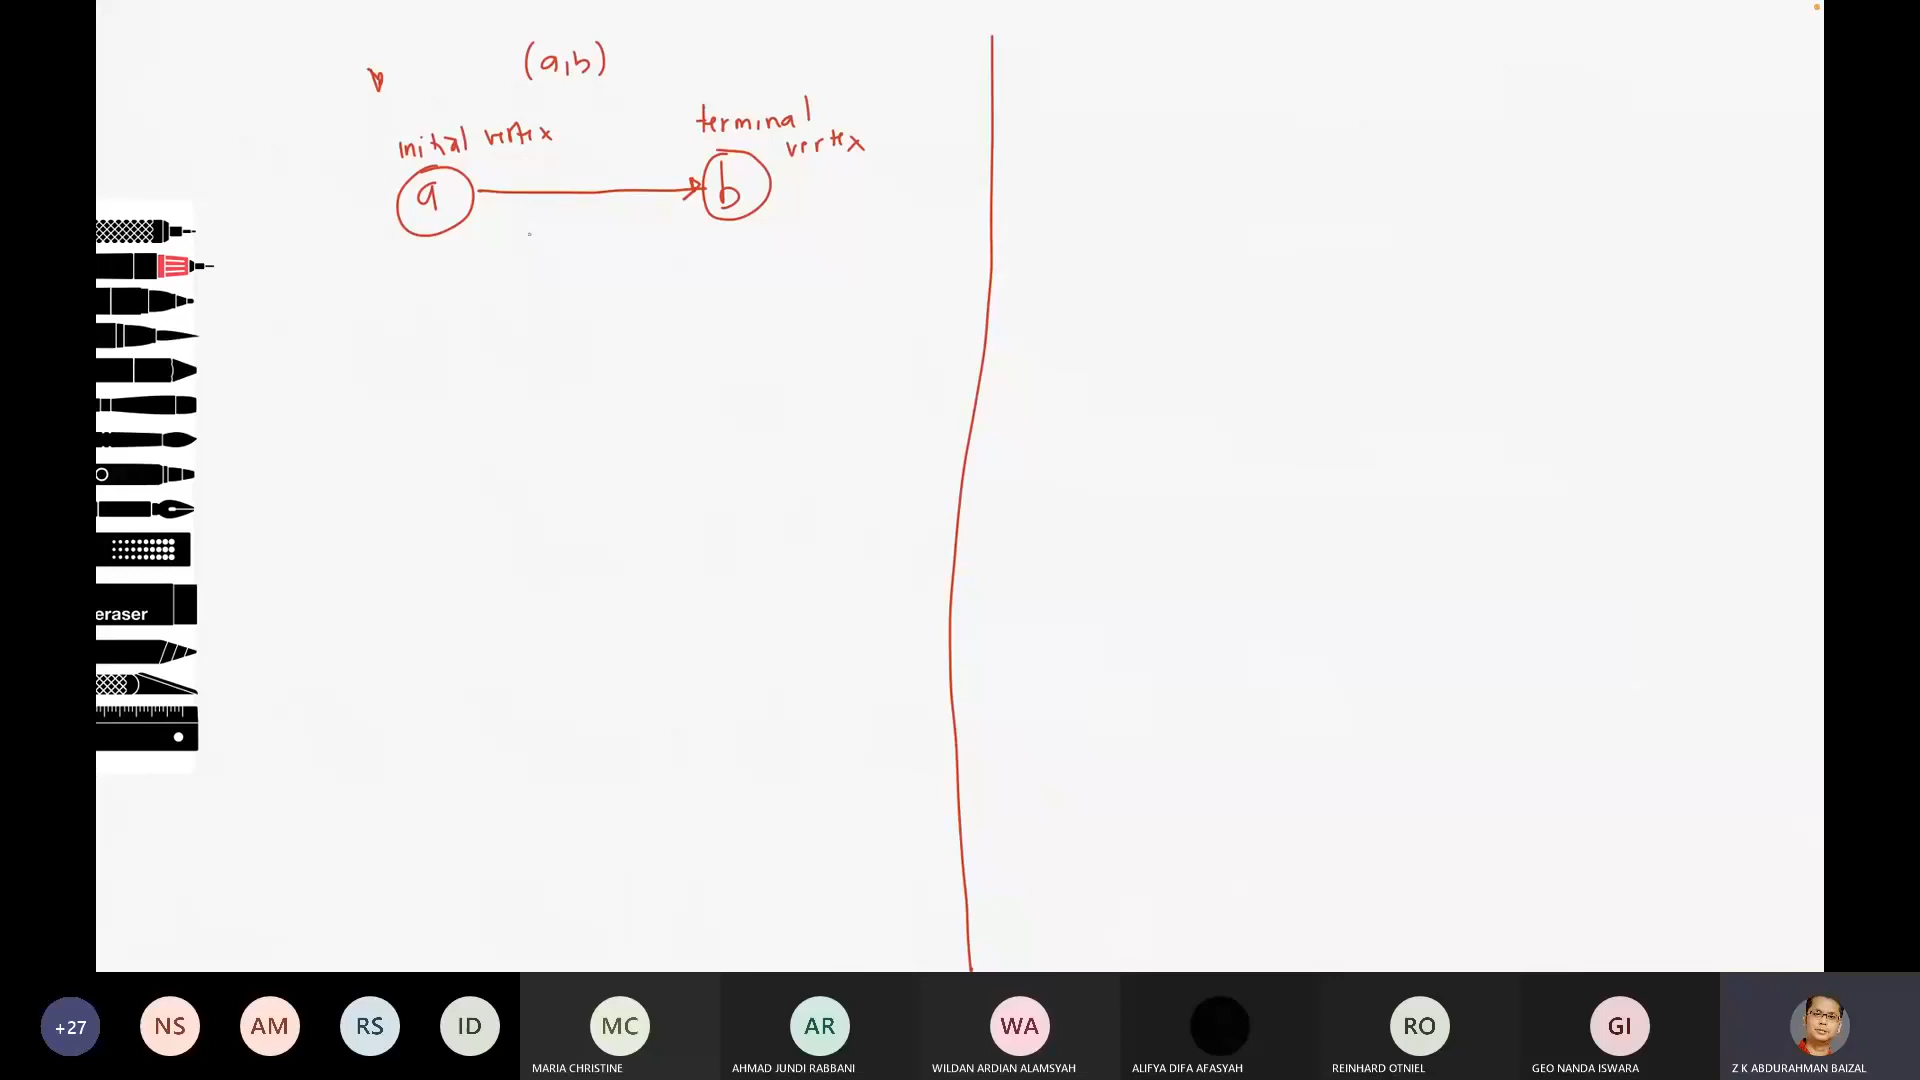 (a,b)
initial vertex
terminal
vertex
a
b
eraser
+27
NS
AM
RS
ID
MC
AR
WA
RO
GI
MARIA CHRISTINE
AHMAD JUNDI RABBANI
WILDAN ARDIAN ALAMSYAH
ALIFYA DIFA AFASYAH
REINHARD OTNIEL
GEO NANDA ISWARA
Z K ABDURAHMAN BAIZAL